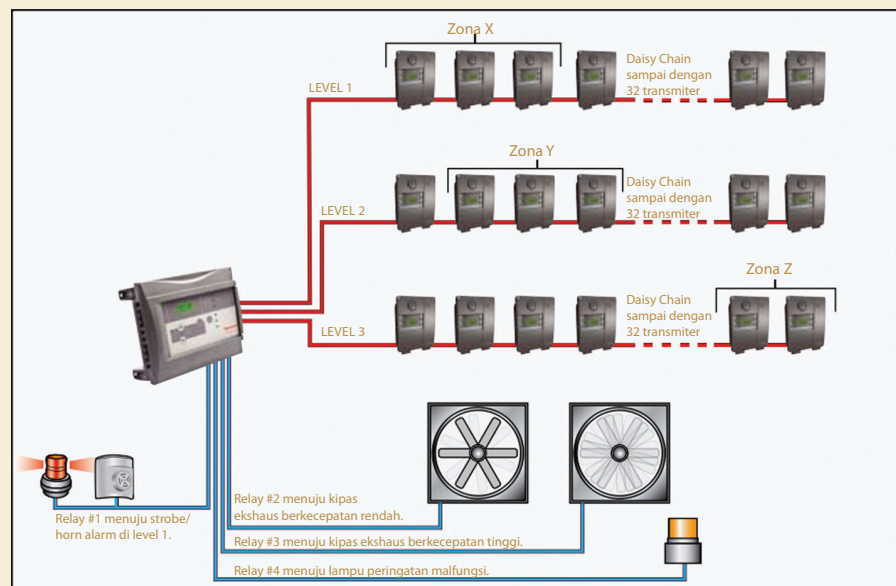 Zona X
LEVEL 1
Daisy Chain
sampai dengan
32 transmiter
Zona Y
LEVEL 2
Daisy Chain
sampai dengan
32 transmiter
Zona Z
LEVEL 3
Daisy Chain
sampai dengan
32 transmiter
Relay #1 menuju strobe/
horn alarm di level 1.
Relay #2 menuju kipas
ekshaus berkecepatan rendah.
Relay #3 menuju kipas ekshaus berkecepatan tinggi.
Relay #4 menuju lampu peringatan malfungsi.